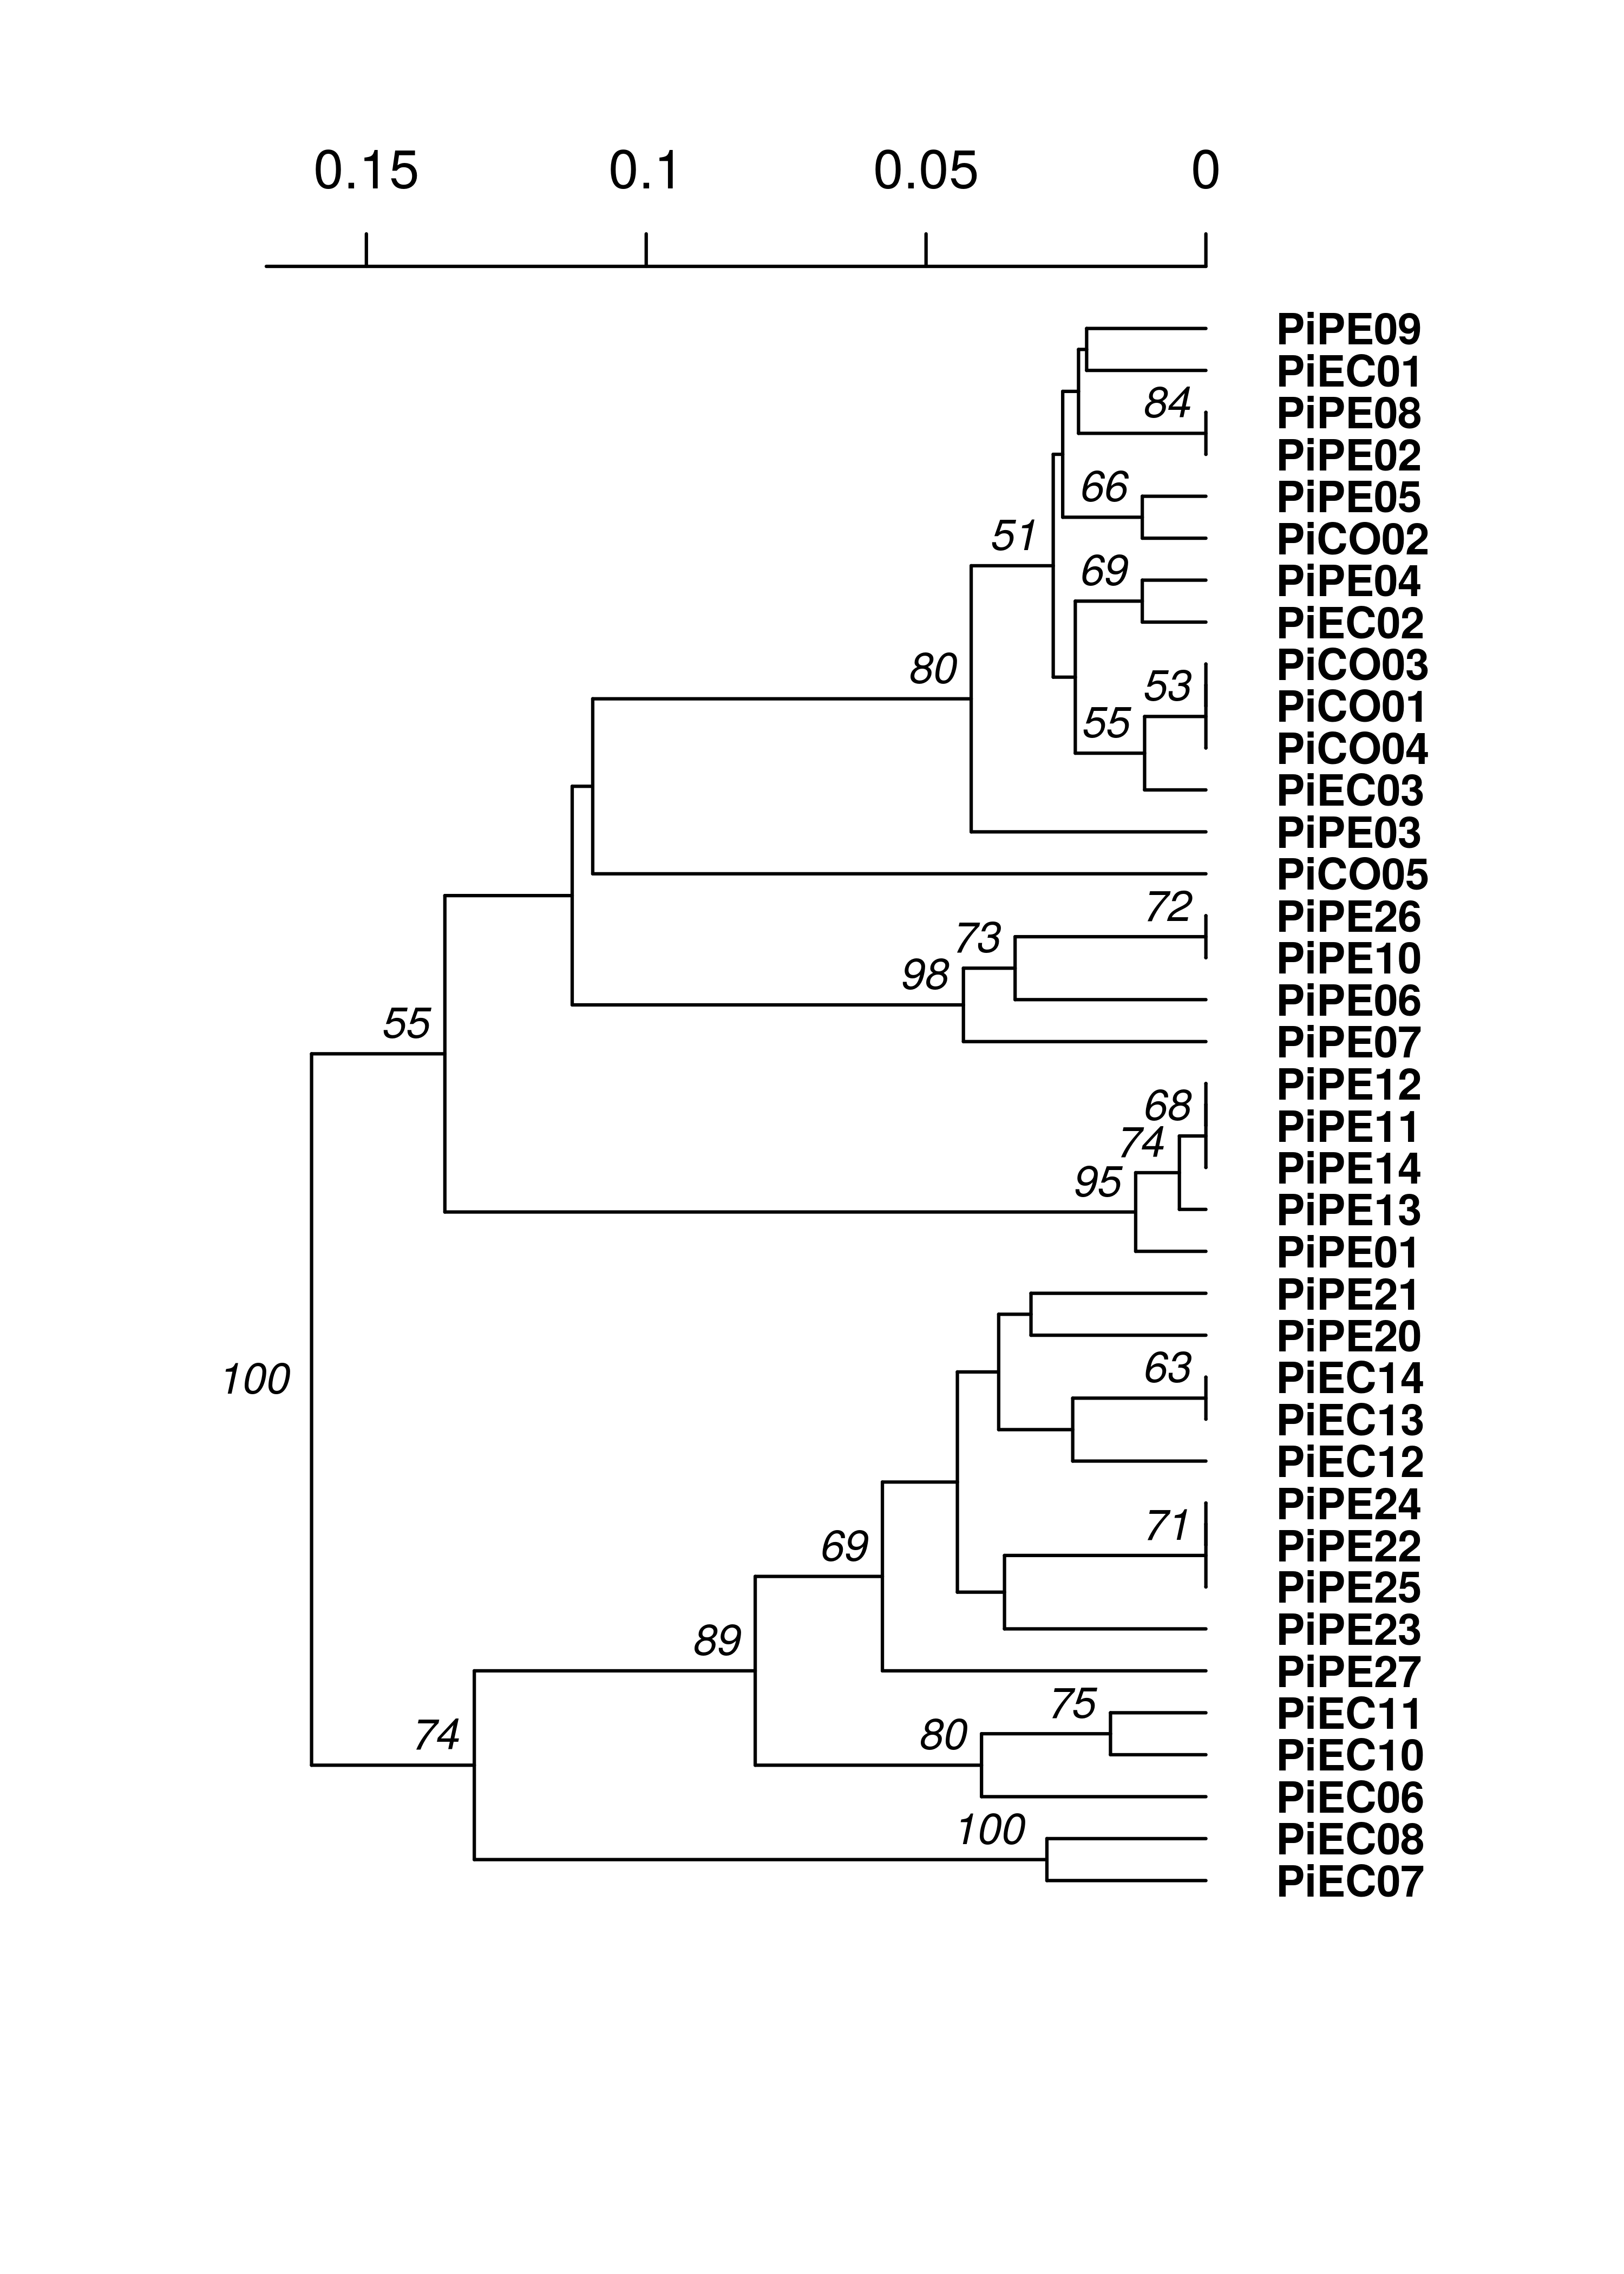 0.15 0.1 0.05 0
PiPE09
PiEC01
84 PiPE08
PiPE02
66 PiPE05
51 PiCO02
69 PiPE04
PiEC02
80 PiCO03
53 PiCO01
55 PiCO04
PiEC03
PiPE03
PiCO05
72 PiPE26
73 PiPE10
98 PiPE06
55 PiPE07
PiPE12
68 PiPE11
74 PiPE14
95 PiPE13
PiPE01
PiPE21
PiPE20
100 63 PiEC14
PiEC13
PiEC12
PiPE24
71 PiPE22
69 PiPE25
89 PiPE23
PiPE27
75 PiEC11
74 80 PiEC10
PiEC06
100 PiEC08
PiEC07